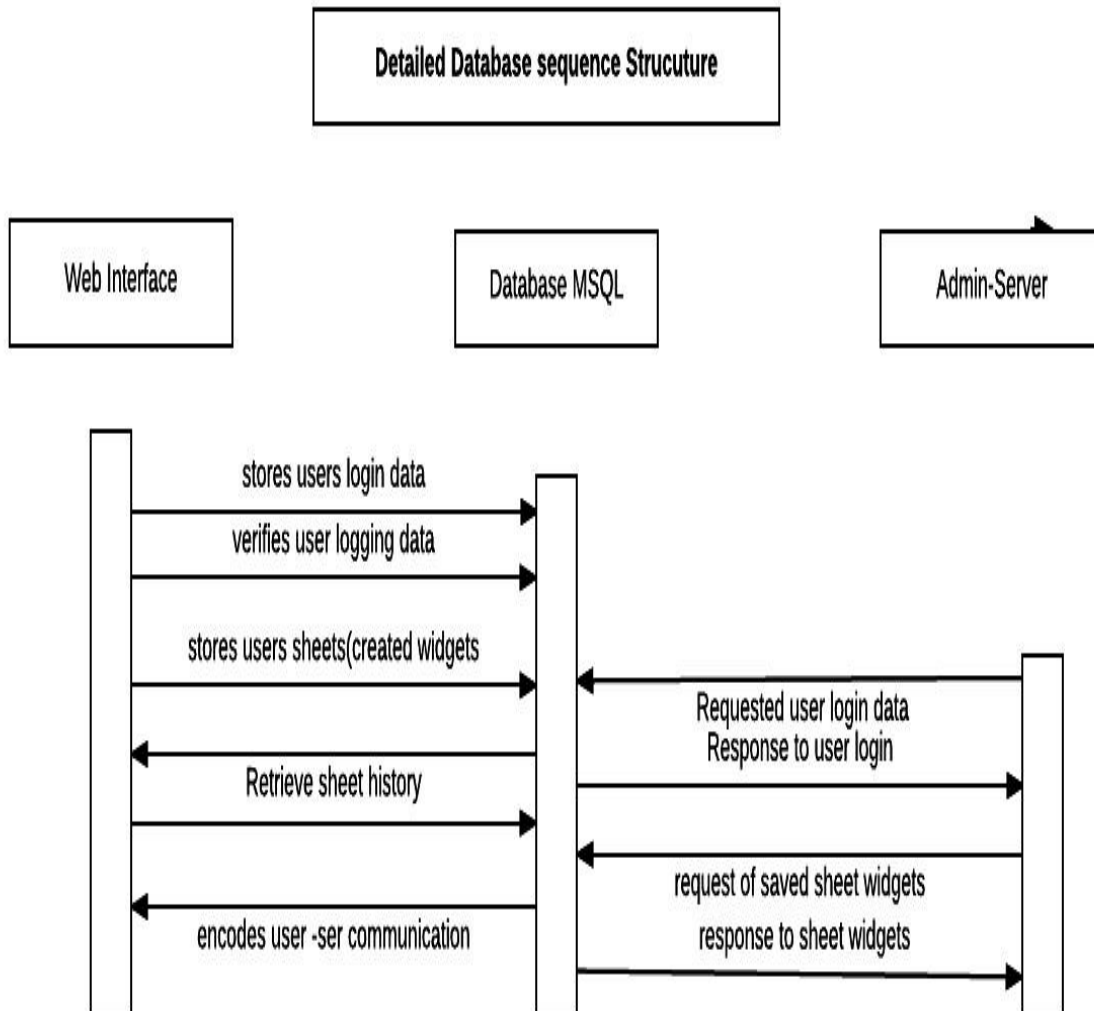 Detailed Database sequence Strucuture
Web Interface
Database MSQL
Admin-Server
stores users login data
verifies user logging data
stores users sheets(created widgets
Requested user login data
Response to user login
Retrieve sheet history
request of saved sheet widgets
encodes user -ser communication
response to sheet widgets